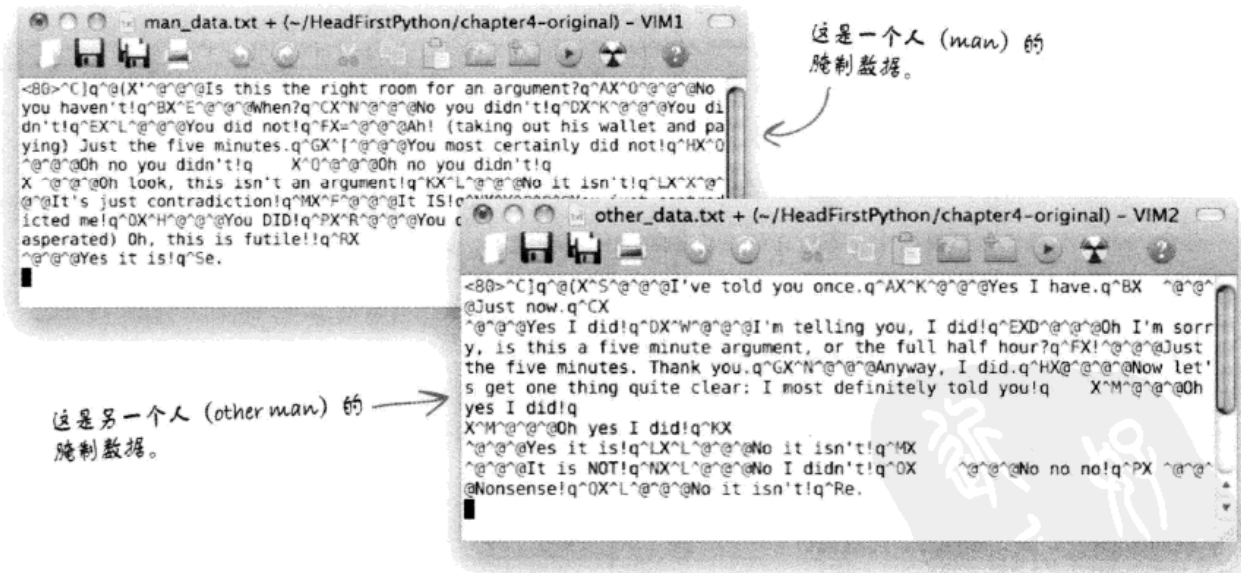 man_data.txt + (~/HeadFirstPython/chapter4-original) – VIM1
<80>^C]q^@(X'^@^@^@Is this the right room for an argument?q^AX^O^@^@^@No
you haven't!q^BX^E^@^@^@When?q^CX^N^@^@^@No you didn't!q^DX^K^@^@^@You di
dn't!q^EX^L^@^@^@You did not!q^FX=^@^@^@Ah! (taking out his wallet and pa
ying) Just the five minutes.q^GX^[^@^@^@You most certainly did not!q^HX^O
^@^@^@Oh no you didn't!q    X^O^@^@^@Oh no you didn't!q
X ^@^@^@Oh look, this isn't an argument!q^KX^L^@^@^@No it isn't!q^LX^X^@^
@^@It's just contradiction!q^MX^F^@^@^@It IS!
icted me!q^OX^H^@^@^@You DID!q^PX^R^@^@^@You
asperated) Oh, this is futile!!q^RX
^@^@^@Yes it is!q^Se.
这是一个人 (man) 的
腌制数据。
other_data.txt + (~/HeadFirstPython/chapter4-original) – VIM2
<80>^C]q^@(X^S^@^@^@I've told you once.q^AX^K^@^@^@Yes I have.q^BX  ^@^@^
@Just now.q^CX
^@^@^@Yes I did!q^DX^W^@^@^@I'm telling you, I did!q^EXD^@^@^@Oh I'm sorr
y, is this a five minute argument, or the full half hour?q^FX!^@^@^@Just
the five minutes. Thank you.q^GX^N^@^@^@Anyway, I did.q^HX@^@^@^@Now let'
s get one thing quite clear: I most definitely told you!q    X^M^@^@^@Oh
yes I did!q
X^M^@^@^@Oh yes I did!q^KX
^@^@^@Yes it is!q^LX^L^@^@^@No it isn't!q^MX
^@^@^@It is NOT!q^NX^L^@^@^@No I didn't!q^OX    ^@^@^@No no no!q^PX ^@^@^
@Nonsense!q^QX^L^@^@^@No it isn't!q^Re.
这是另一个人 (other man) 的
腌制数据。